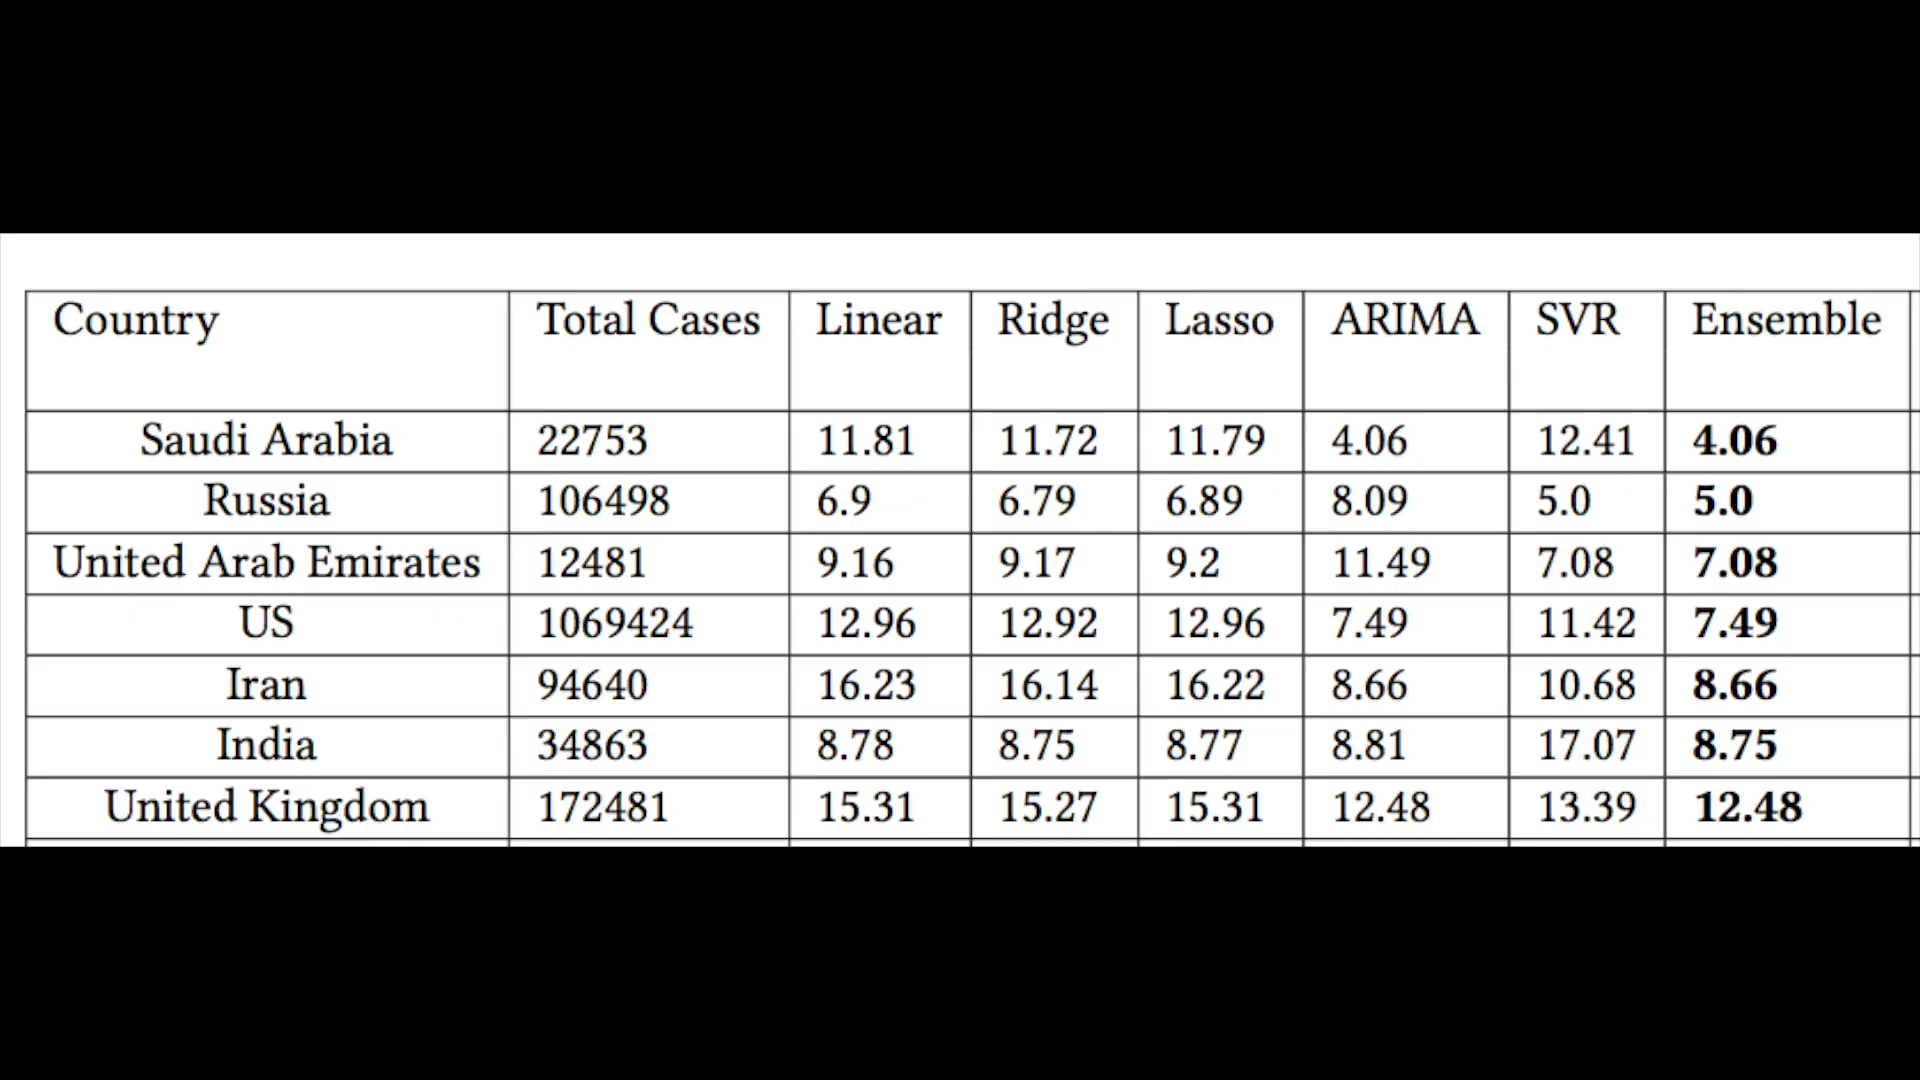 Country Total Cases Linear Ridge Lasso ARIMA SVR Ensemble
Saudi Arabia 22753 11.81 11.72 11.79 4.06 12.41 4.06
Russia 106498 6.9 6.79 6.89 8.09 5.0 5.0
United Arab Emirates 12481 9.16 9.17 9.2 11.49 7.08 7.08
US 1069424 12.96 12.92 12.96 7.49 11.42 7.49
Iran 94640 16.23 16.14 16.22 8.66 10.68 8.66
India 34863 8.78 8.75 8.77 8.81 17.07 8.75
United Kingdom 172481 15.31 15.27 15.31 12.48 13.39 12.48